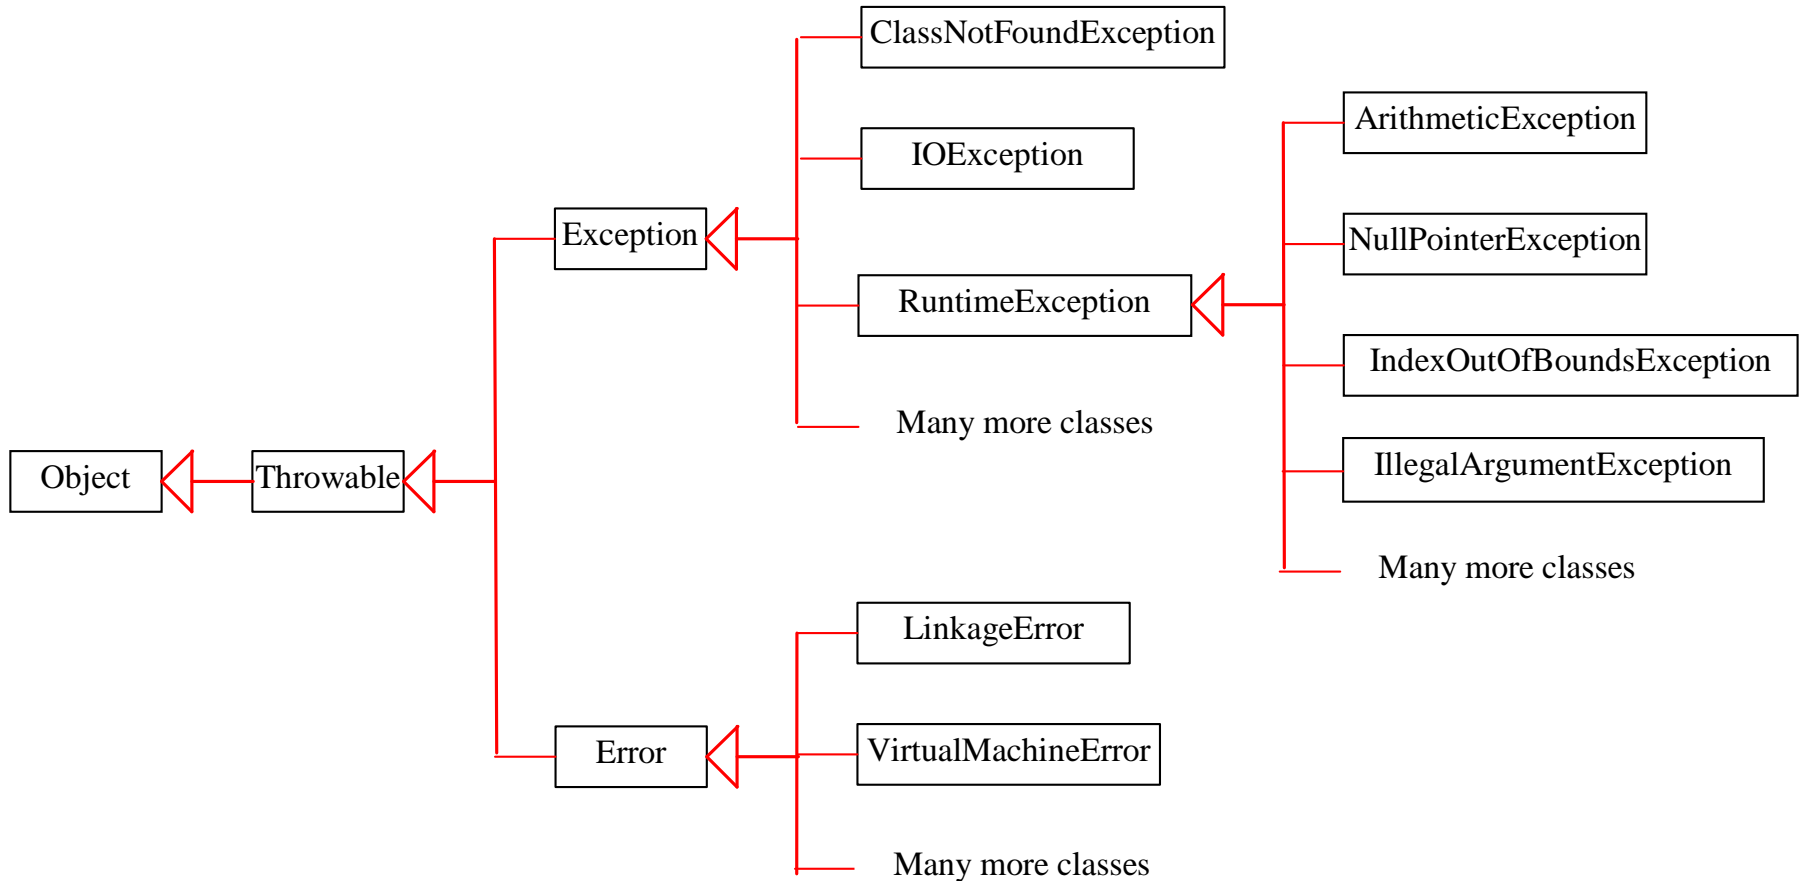 ClassNotFoundException
ArithmeticException
IOException
NullPointerException
Exception
RuntimeException
IndexOutOfBoundsException
Many more classes
IllegalArgumentException
Object
Throwable
Many more classes
LinkageError
Error
VirtualMachineError
Many more classes